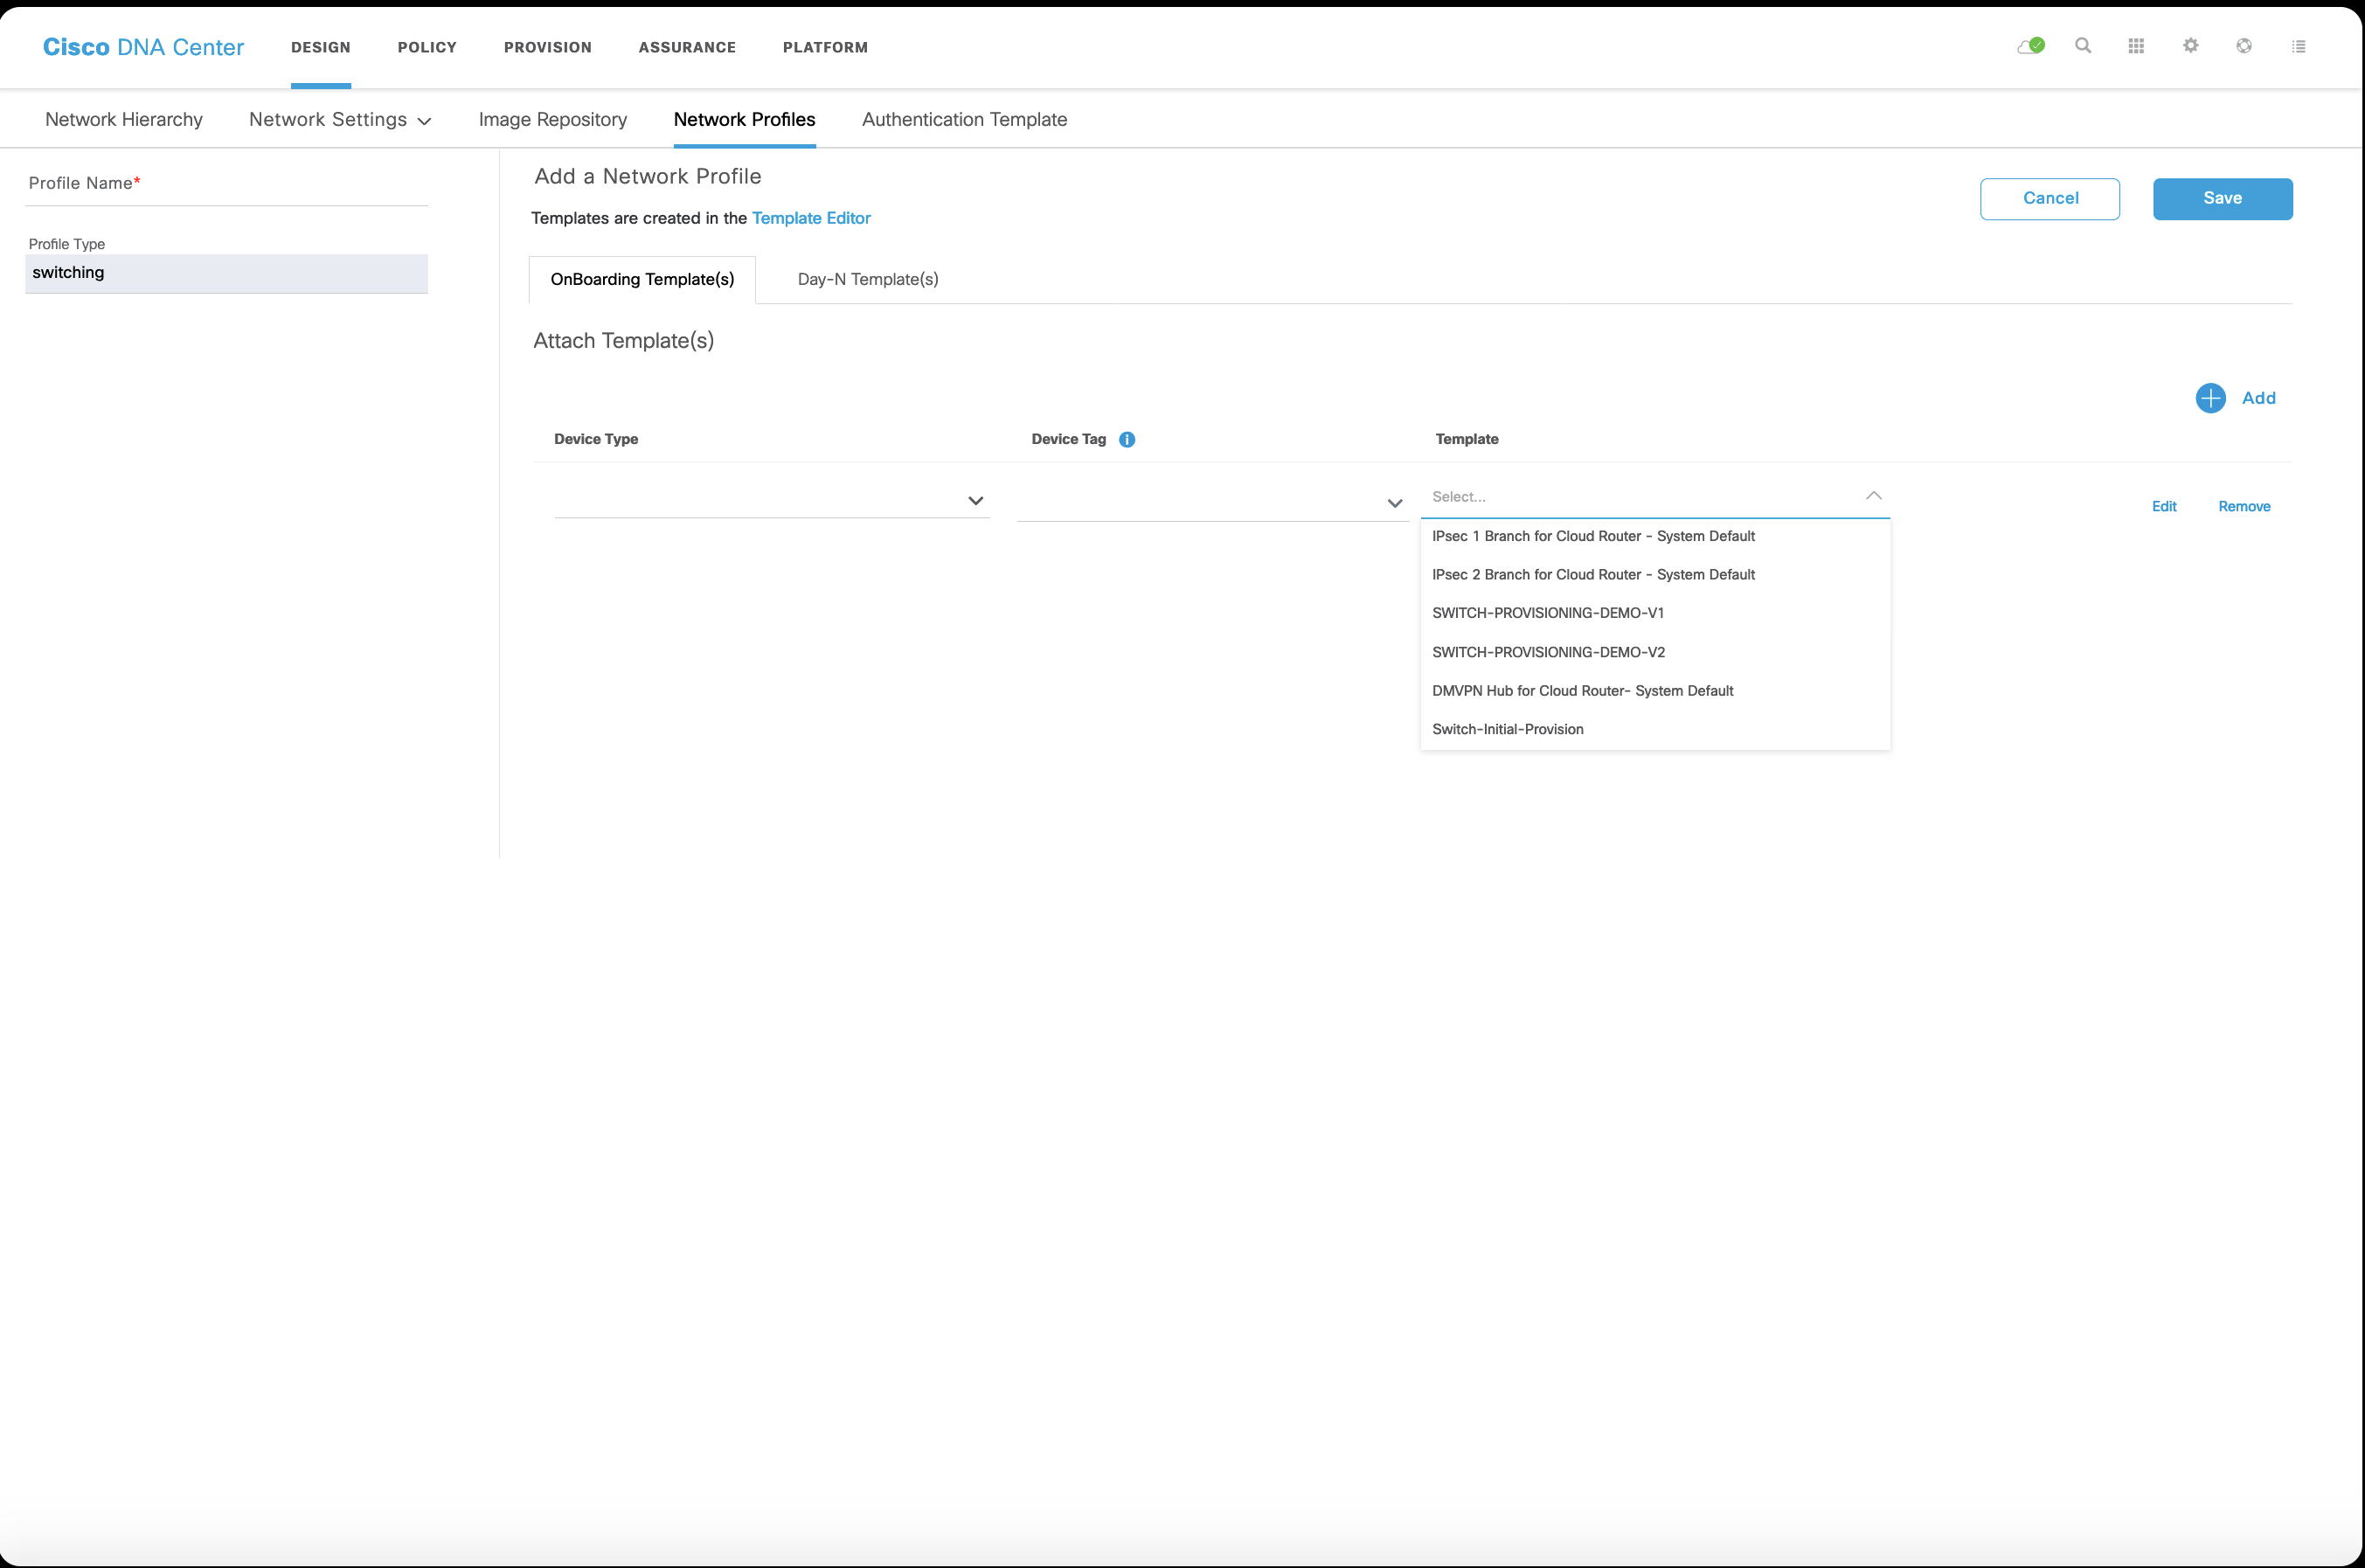 Cisco DNA Center DESIGN POLICY PROVISION ASSURANCE PLATFORM
Network Hierarchy Network Settings Image Repository Network Profiles Authentication Template
Profile Name*
Profile Type
switching
Add a Network Profile
Templates are created in the Template Editor
Cancel Save
OnBoarding Template(s) Day-N Template(s)
Attach Template(s)
Add
Device Type Device Tag i Template
Select...
Edit Remove
IPsec 1 Branch for Cloud Router - System Default
IPsec 2 Branch for Cloud Router - System Default
SWITCH-PROVISIONING-DEMO-V1
SWITCH-PROVISIONING-DEMO-V2
DMVPN Hub for Cloud Router- System Default
Switch-Initial-Provision